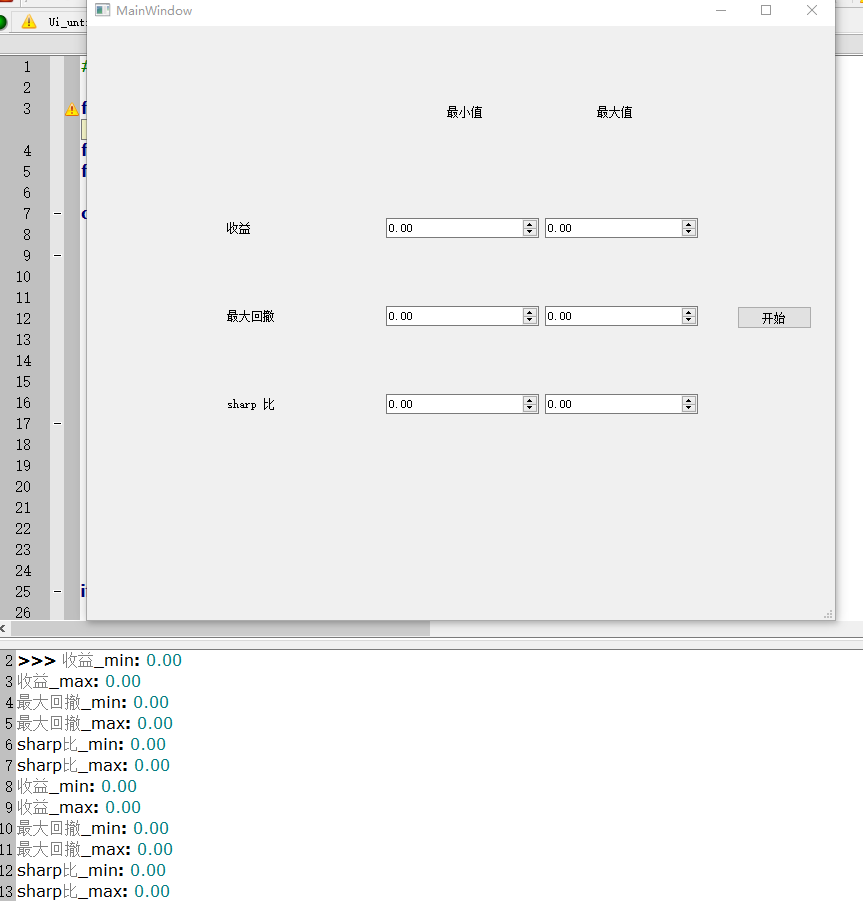 MainWindow
Ui_unt
1
#
2
3
f
最小值 最大值
4
f
5
f
6
7
c
8
收益 0.00 0.00
9
10
11
12
最大回撤 0.00 0.00 开始
13
14
15
16
sharp 比 0.00 0.00
17
18
19
20
21
22
23
24
25
i
26
2 >>> 收益_min: 0.00
3 收益_max: 0.00
4 最大回撤_min: 0.00
5 最大回撤_max: 0.00
6 sharp比_min: 0.00
7 sharp比_max: 0.00
8 收益_min: 0.00
9 收益_max: 0.00
10 最大回撤_min: 0.00
11 最大回撤_max: 0.00
12 sharp比_min: 0.00
13 sharp比_max: 0.00